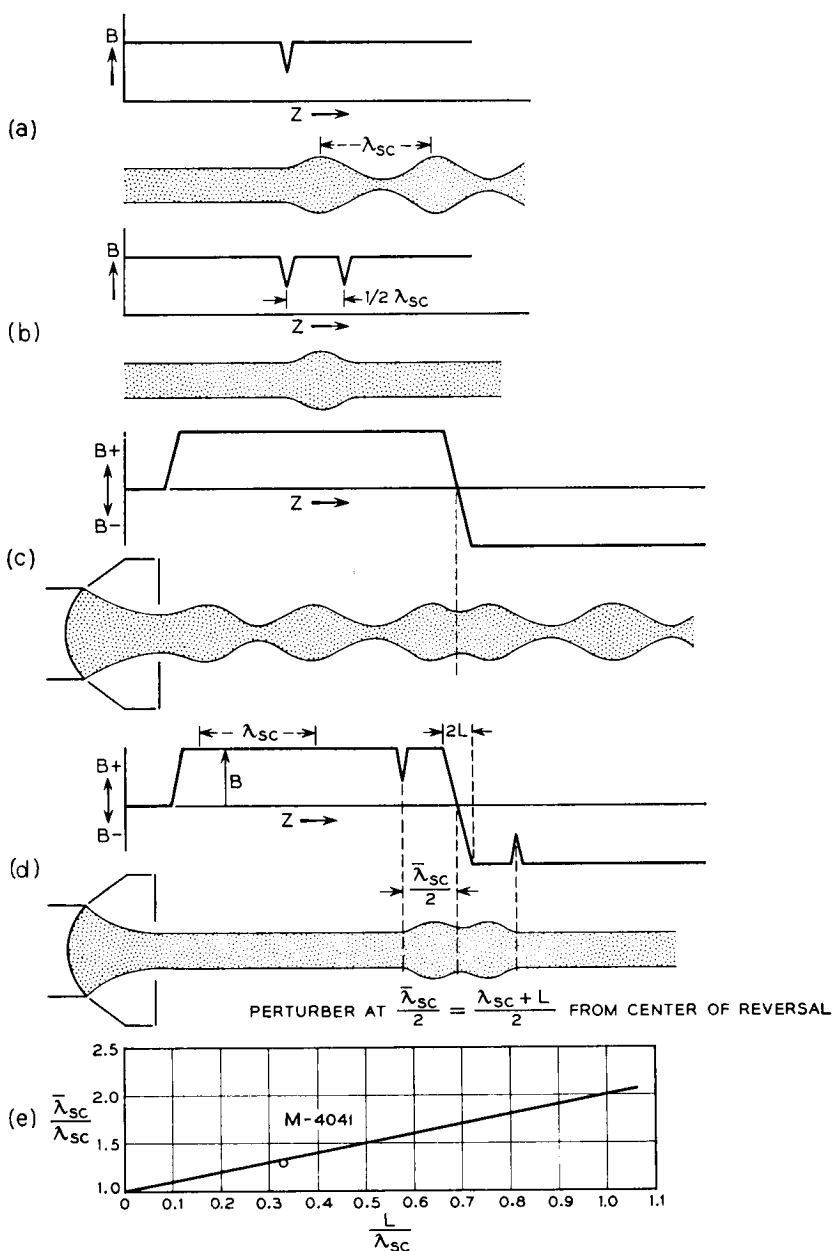 B
Z
(a)
λSC
B
1/2 λSC
Z
(b)
B+
Z
B-
(c)
λSC
2L
B+
B
B-
Z
(d)
λ̅SC
2
PERTURBER AT λ̅SC/2 = λSC + L/2 FROM CENTER OF REVERSAL
2.5
2.0
(e) λ̅SC/λSC
M-4041
1.5
1.0
0 0.1 0.2 0.3 0.4 0.5 0.6 0.7 0.8 0.9 1.0 1.1
L
λSC